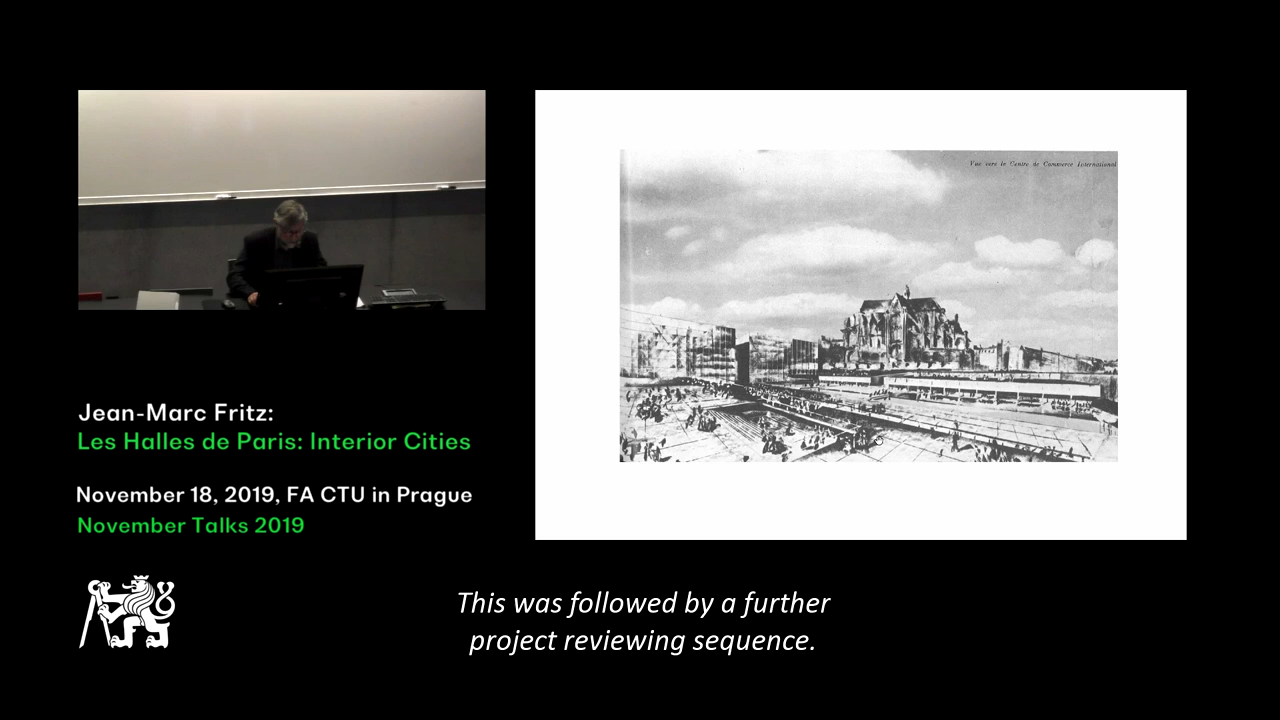 Vue vers le Centre de Commerce International
Jean-Marc Fritz:
Les Halles de Paris: Interior Cities
November 18, 2019, FA CTU in Prague
November Talks 2019
This was followed by a further
project reviewing sequence.